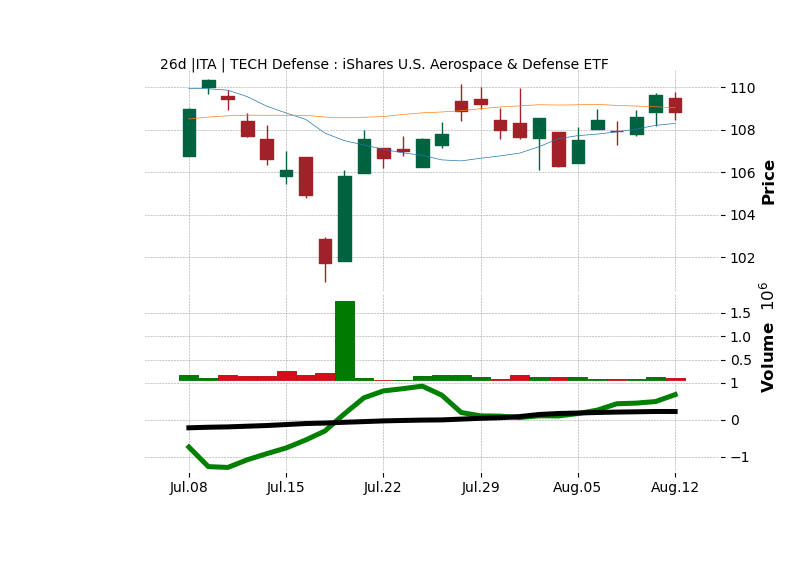 26d |ITA | TECH Defense : iShares U.S. Aerospace & Defense ETF
110
108
106
104
102
Price
1.5
1.0
0.5
Volume 10^6
1
0
−1
Jul.08 Jul.15 Jul.22 Jul.29 Aug.05 Aug.12